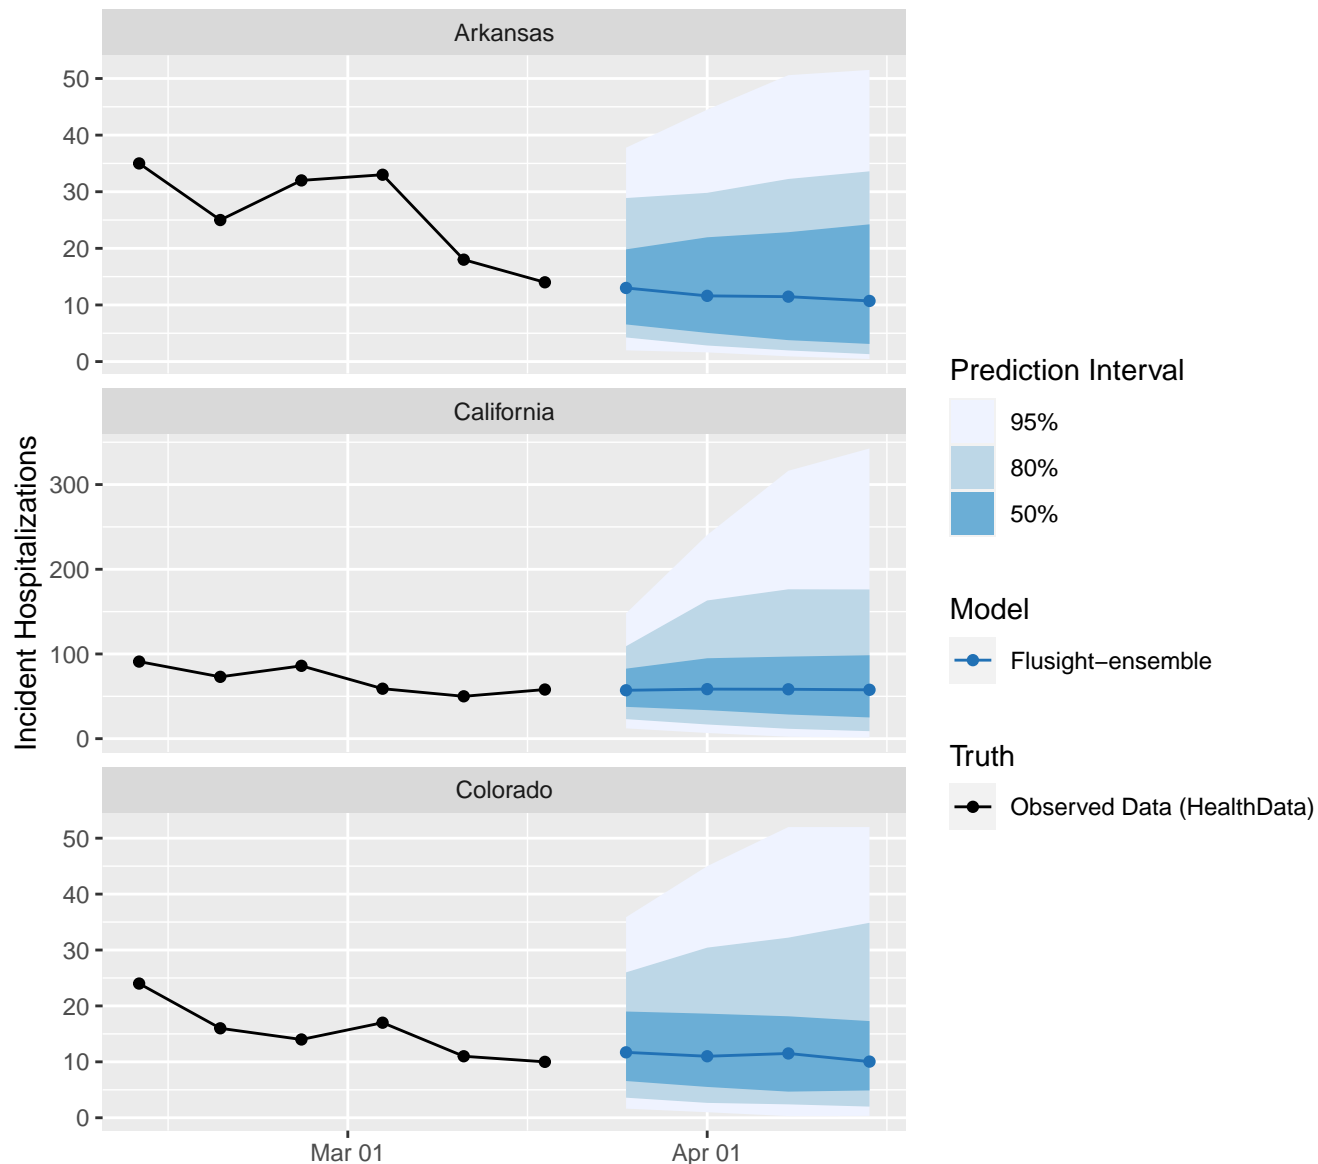 Arkansas
50
40
30
20
10
0
California
300
200
100
0
Colorado
50
40
30
20
10
0
Mar 01
Apr 01
Incident Hospitalizations
Prediction Interval
95%
80%
50%
Model
Flusight−ensemble
Truth
Observed Data (HealthData)